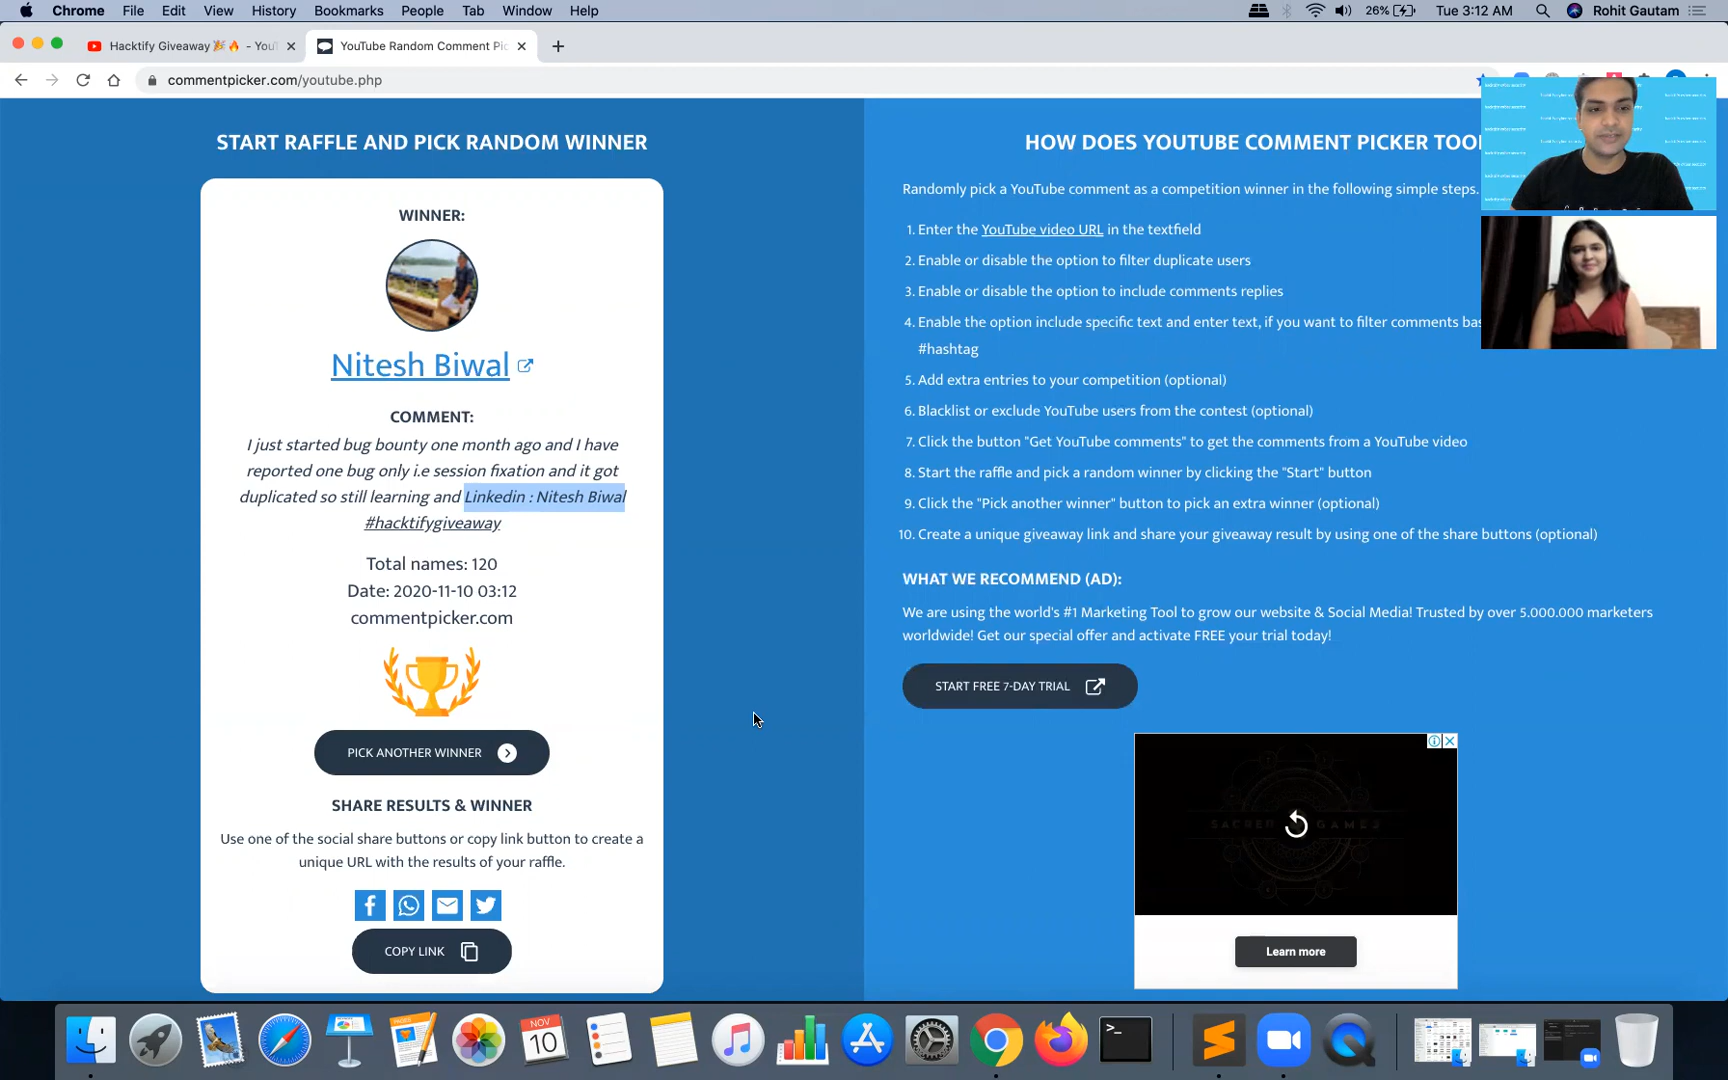 Chrome File Edit View History Bookmarks People Tab Window Help
26% Tue 3:12 AM Rohit Gautam
Hacktify Giveaway🎉🔥 - YouT
YouTube Random Comment Pic
commentpicker.com/youtube.php
START RAFFLE AND PICK RANDOM WINNER
WINNER:
Nitesh Biwal
COMMENT:
I just started bug bounty one month ago and I have
reported one bug only i.e session fixation and it got
duplicated so still learning and Linkedin : Nitesh Biwal
#hacktifygiveaway
Total names: 120
Date: 2020-11-10 03:12
commentpicker.com
PICK ANOTHER WINNER
SHARE RESULTS & WINNER
Use one of the social share buttons or copy link button to create a
unique URL with the results of your raffle.
COPY LINK
HOW DOES YOUTUBE COMMENT PICKER TOO
Randomly pick a YouTube comment as a competition winner in the following simple steps.
1. Enter the YouTube video URL in the textfield
2. Enable or disable the option to filter duplicate users
3. Enable or disable the option to include comments replies
4. Enable the option include specific text and enter text, if you want to filter comments bas
#hashtag
5. Add extra entries to your competition (optional)
6. Blacklist or exclude YouTube users from the contest (optional)
7. Click the button "Get YouTube comments" to get the comments from a YouTube video
8. Start the raffle and pick a random winner by clicking the "Start" button
9. Click the "Pick another winner" button to pick an extra winner (optional)
10. Create a unique giveaway link and share your giveaway result by using one of the share buttons (optional)
WHAT WE RECOMMEND (AD):
We are using the world's #1 Marketing Tool to grow our website & Social Media! Trusted by over 5.000.000 marketers
worldwide! Get our special offer and activate FREE your trial today!
START FREE 7-DAY TRIAL
SACRED GAMES
Learn more
PAGES
NOV
10